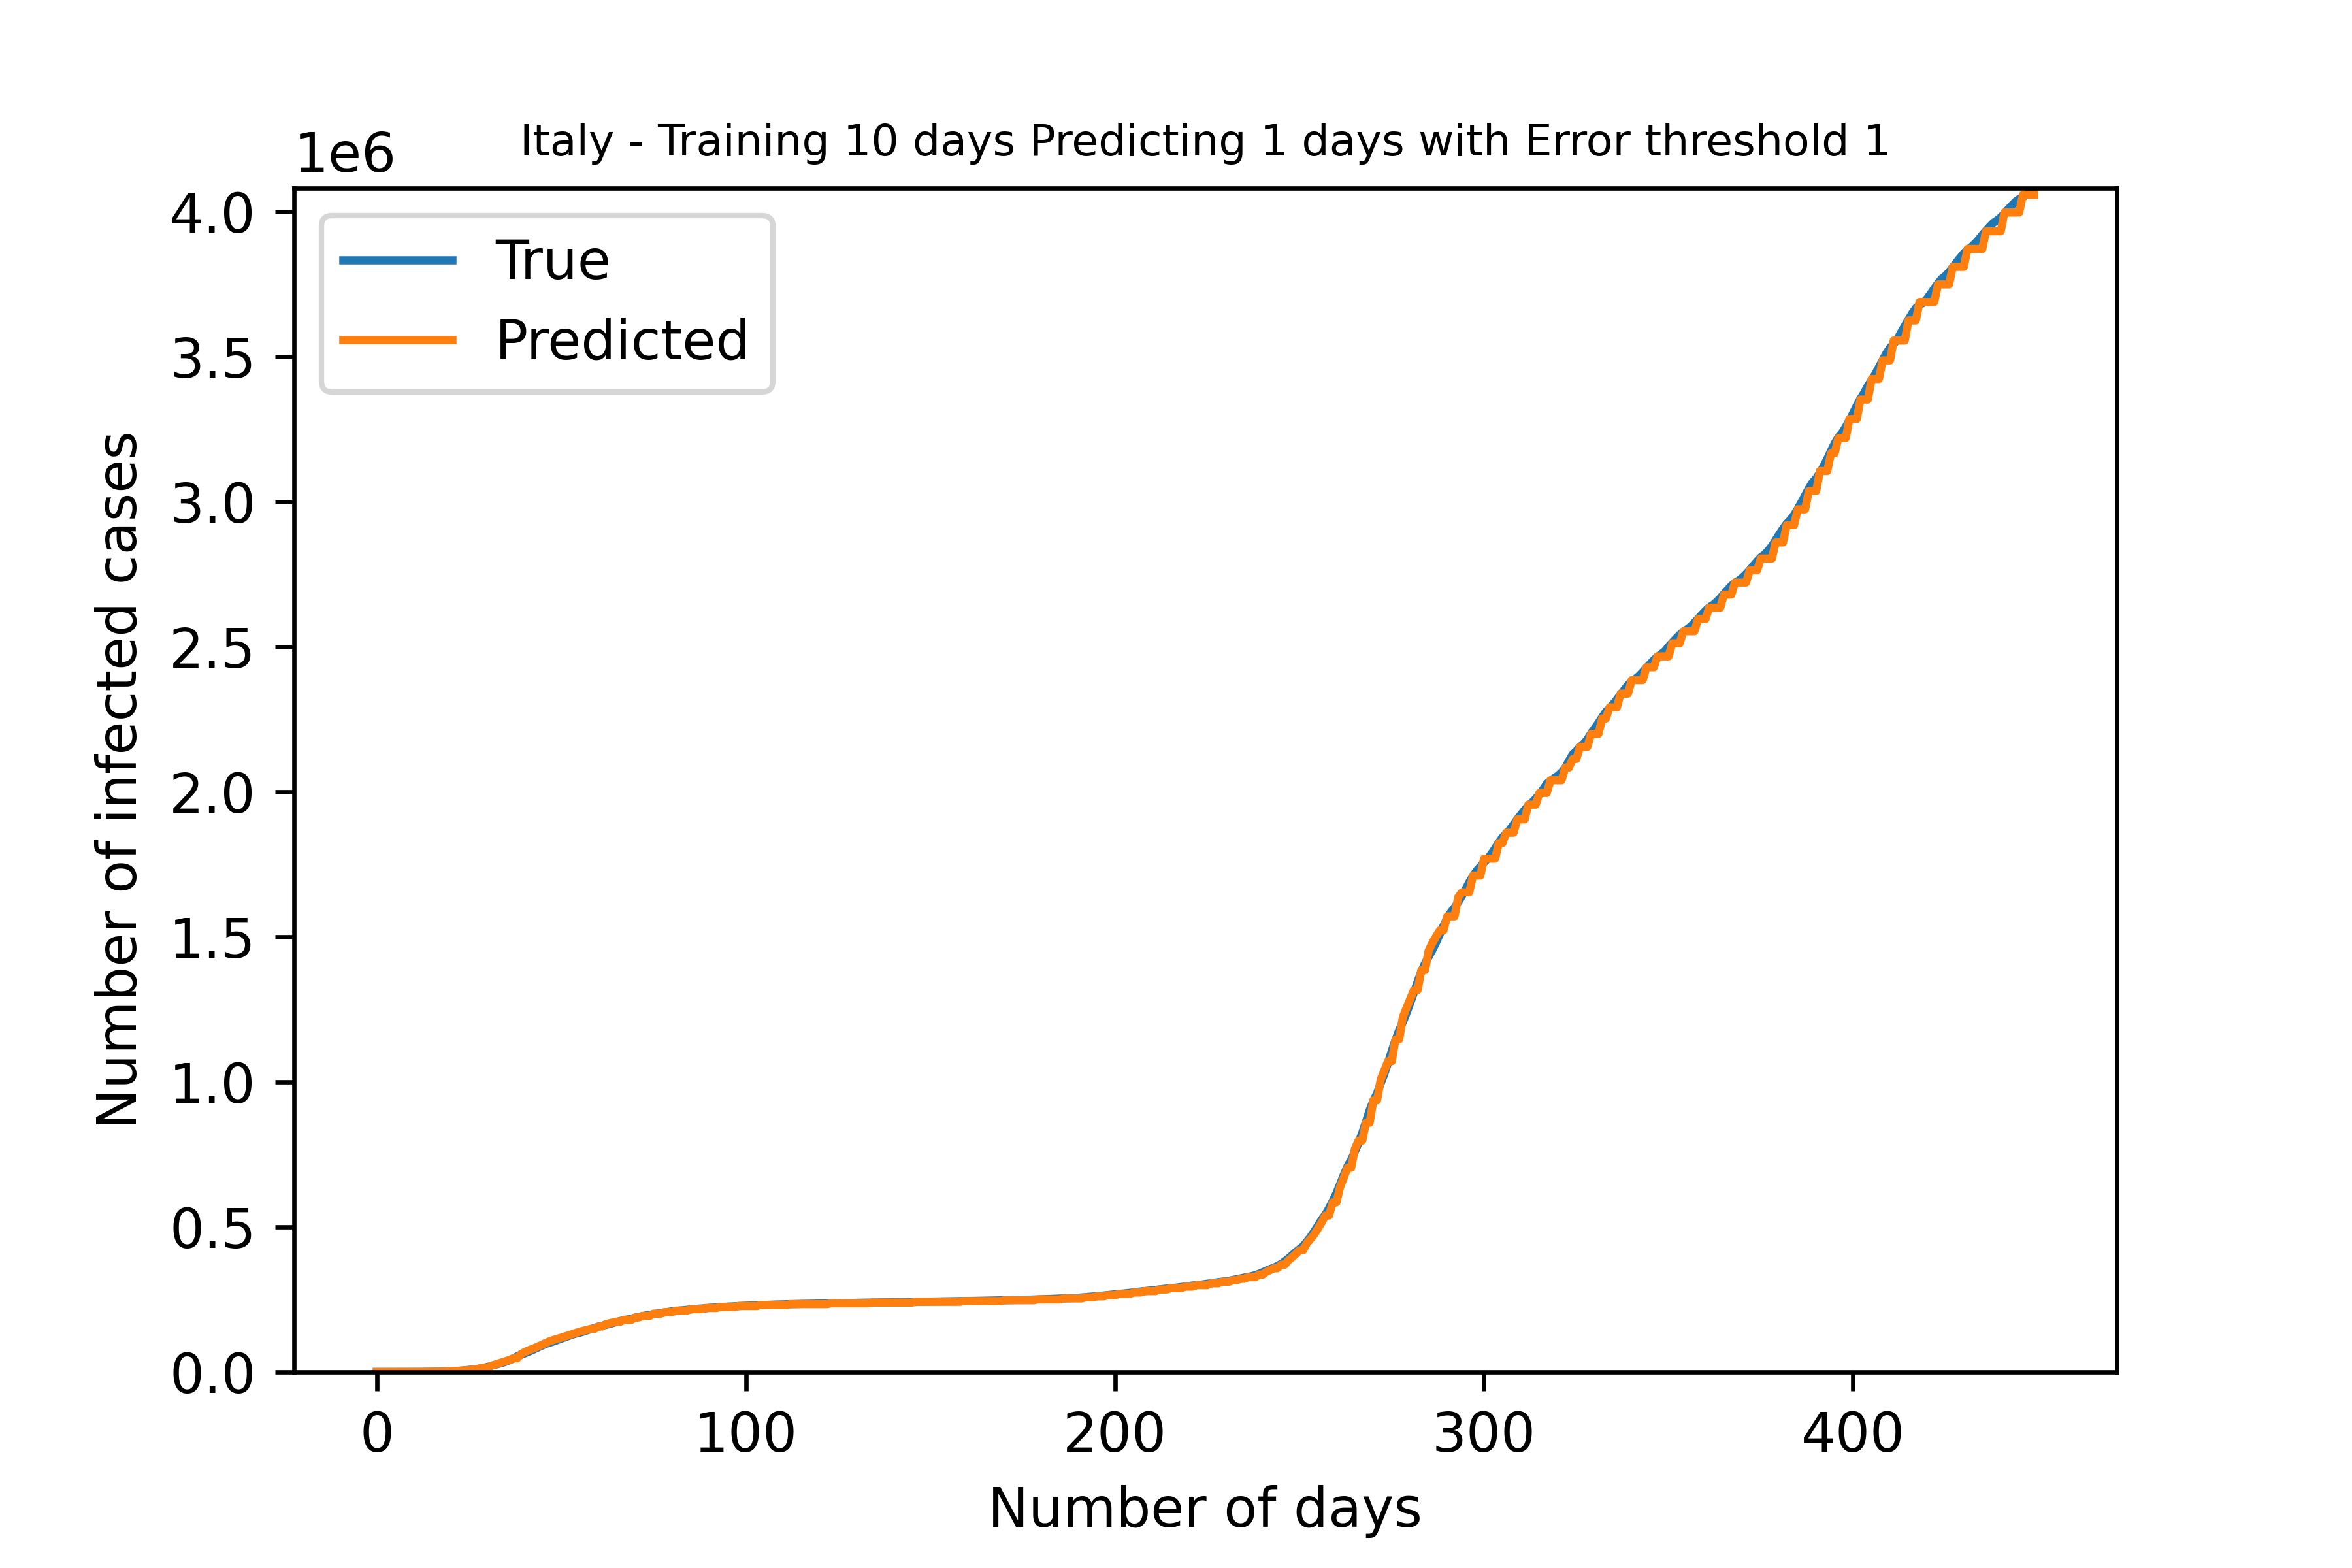 Italy - Training 10 days Predicting 1 days with Error threshold 1
1e6
True
Predicted
4.0
3.5
3.0
2.5
2.0
1.5
1.0
0.5
0.0
Number of infected cases
0 100 200 300 400
Number of days